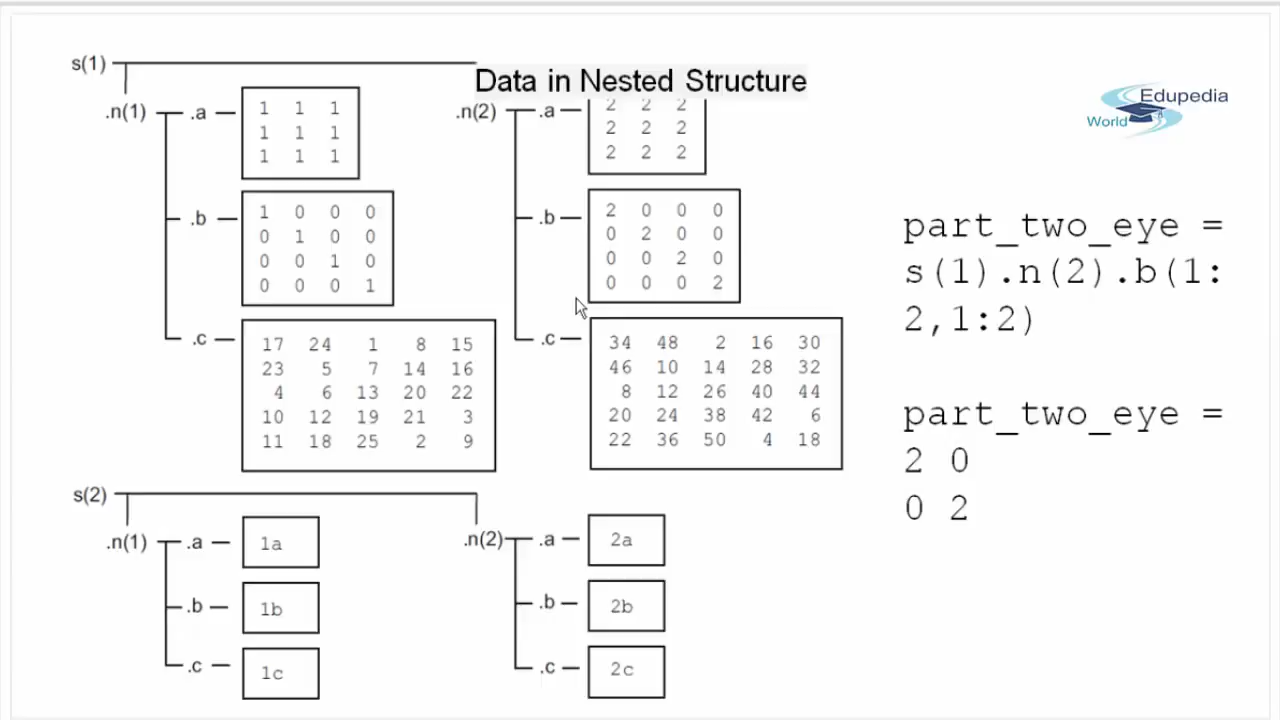 Data in Nested Structure
Edupedia
World
s(1)
.n(1) .a
1 1 1
1 1 1
1 1 1
.b
1 0 0 0
0 1 0 0
0 0 1 0
0 0 0 1
.c
17 24 1 8 15
23 5 7 14 16
4 6 13 20 22
10 12 19 21 3
11 18 25 2 9
.n(2) .a
2 2 2
2 2 2
2 2 2
.b
2 0 0 0
0 2 0 0
0 0 2 0
0 0 0 2
.c
34 48 2 16 30
46 10 14 28 32
8 12 26 40 44
20 24 38 42 6
22 36 50 4 18
s(2)
.n(1) .a 1a
.b 1b
.c 1c
.n(2) .a 2a
.b 2b
.c 2c
part_two_eye =
s(1).n(2).b(1:
2,1:2)
part_two_eye =
2 0
0 2